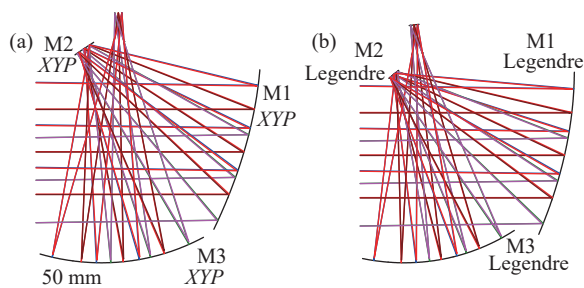 (a)
M2
XYP
M1
XYP
M3
XYP
50 mm
(b)
M2
Legendre
M1
Legendre
M3
Legendre